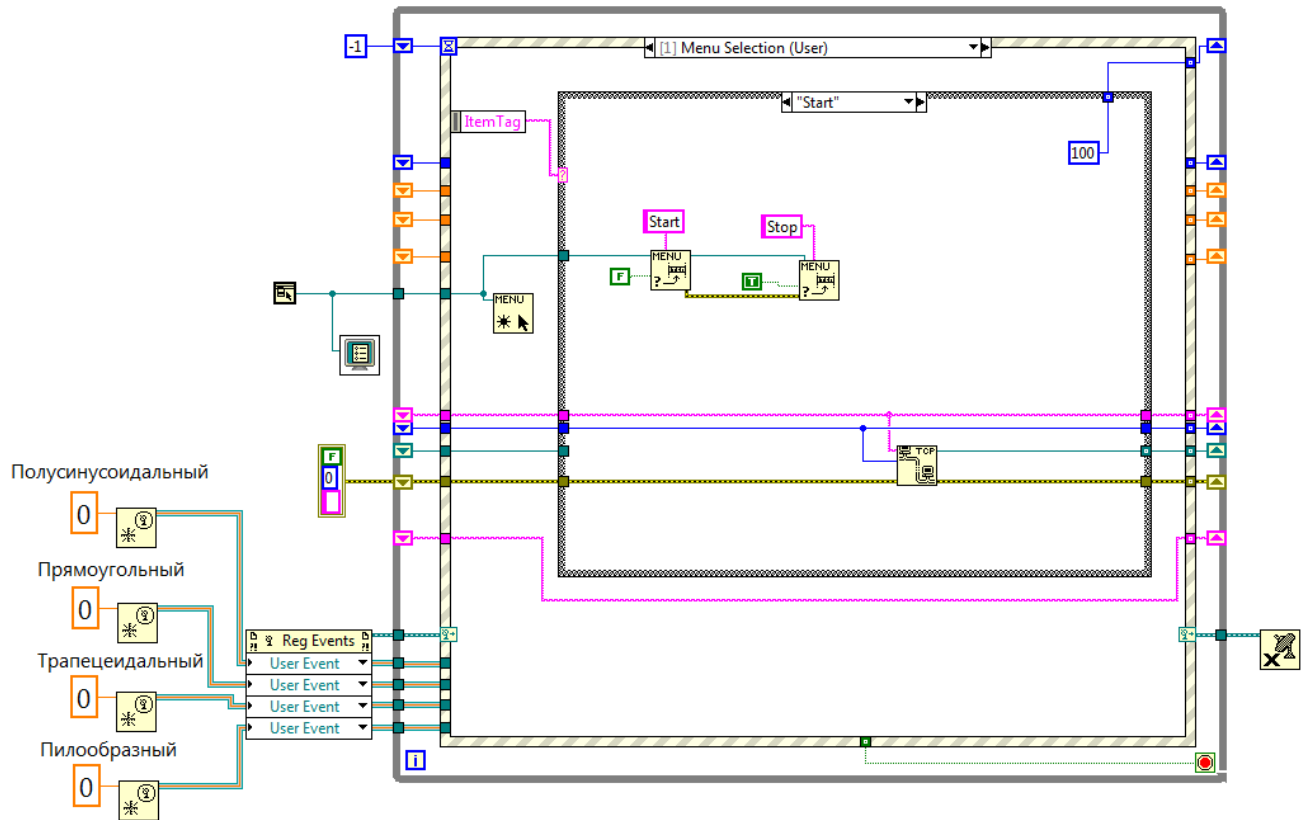 -1
[1] Menu Selection (User)
"Start"
ItemTag
100
Start
Stop
MENU
?
F
MENU
?
T
MENU
?
TCP
F
0
Полусинусоидальный
0
Прямоугольный
0
Reg Events
User Event
User Event
User Event
User Event
Трапецеидальный
0
Пилообразный
0
i
X